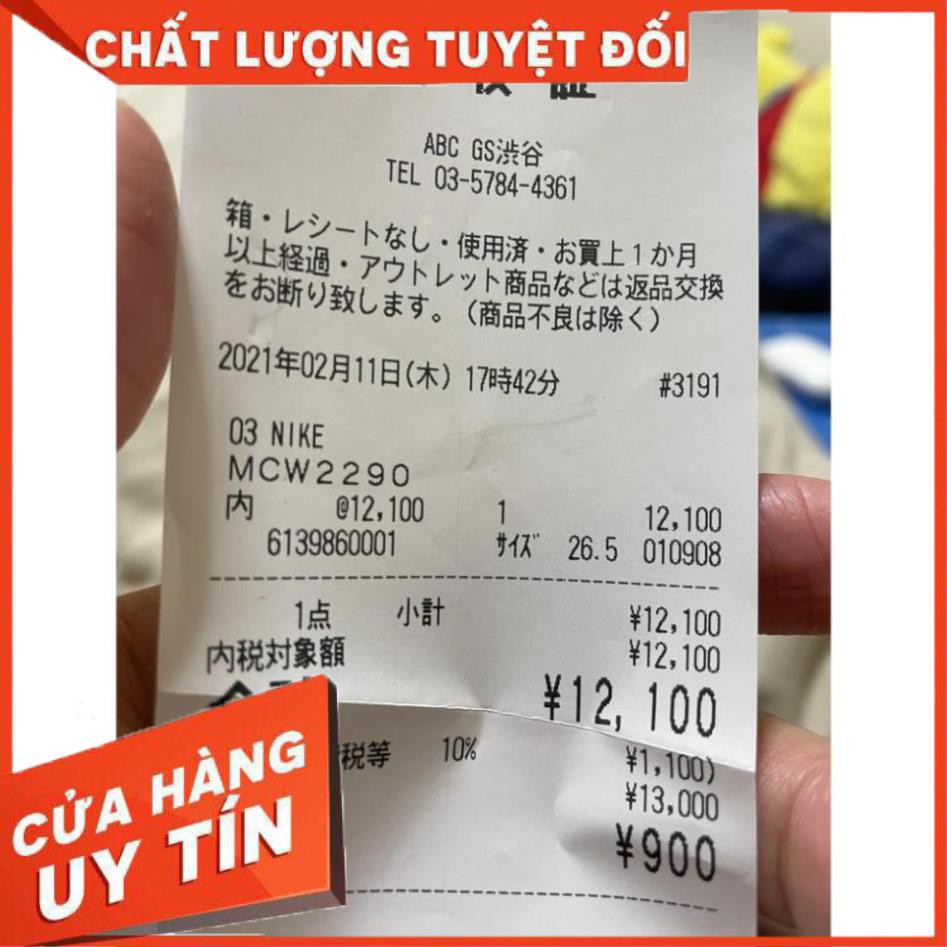 CHẤT LƯỢNG TUYỆT ĐỐI
ABC GS渋谷
TEL 03-5784-4361
箱・レシートなし・使用済・お買上1か月
以上経過・アウトレット商品などは返品交換
をお断り致します。（商品不良は除く）
2021年02月11日(木) 17時42分 #3191
03 NIKE
MCW2290
内 @12,100 1 12,100
6139860001 サイズ 26.5 010908
1点 小計 ¥12,100
内税対象額 ¥12,100
¥12,100
税等 10% ¥1,100)
¥13,000
¥900
CỬA HÀNG
UY TÍN